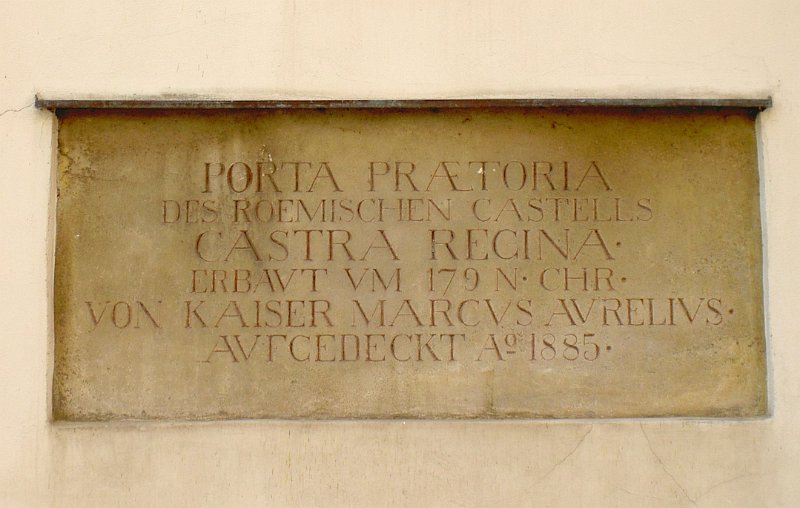 PORTA PRÆTORIA
DES ROEMISCHEN CASTELLS
CASTRA REGINA·
ERBAVT VM 179 N· CHR·
VON KAISER MARCVS AVRELIVS·
AVFGEDECKT Aº· 1885·